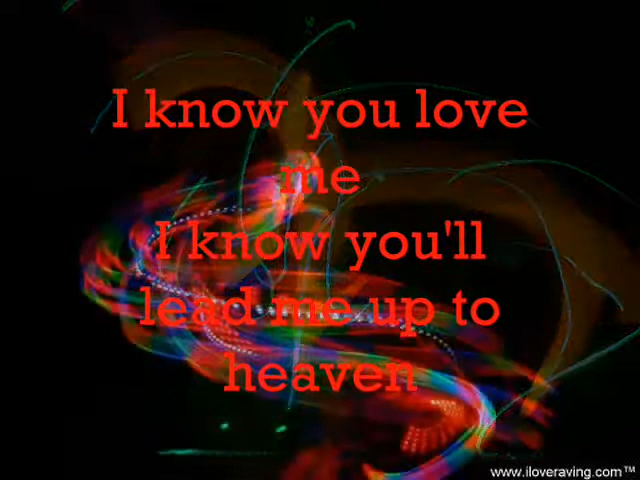 I know you love
me
I know you'll
lead me up to
heaven
www.iloveraving.com™